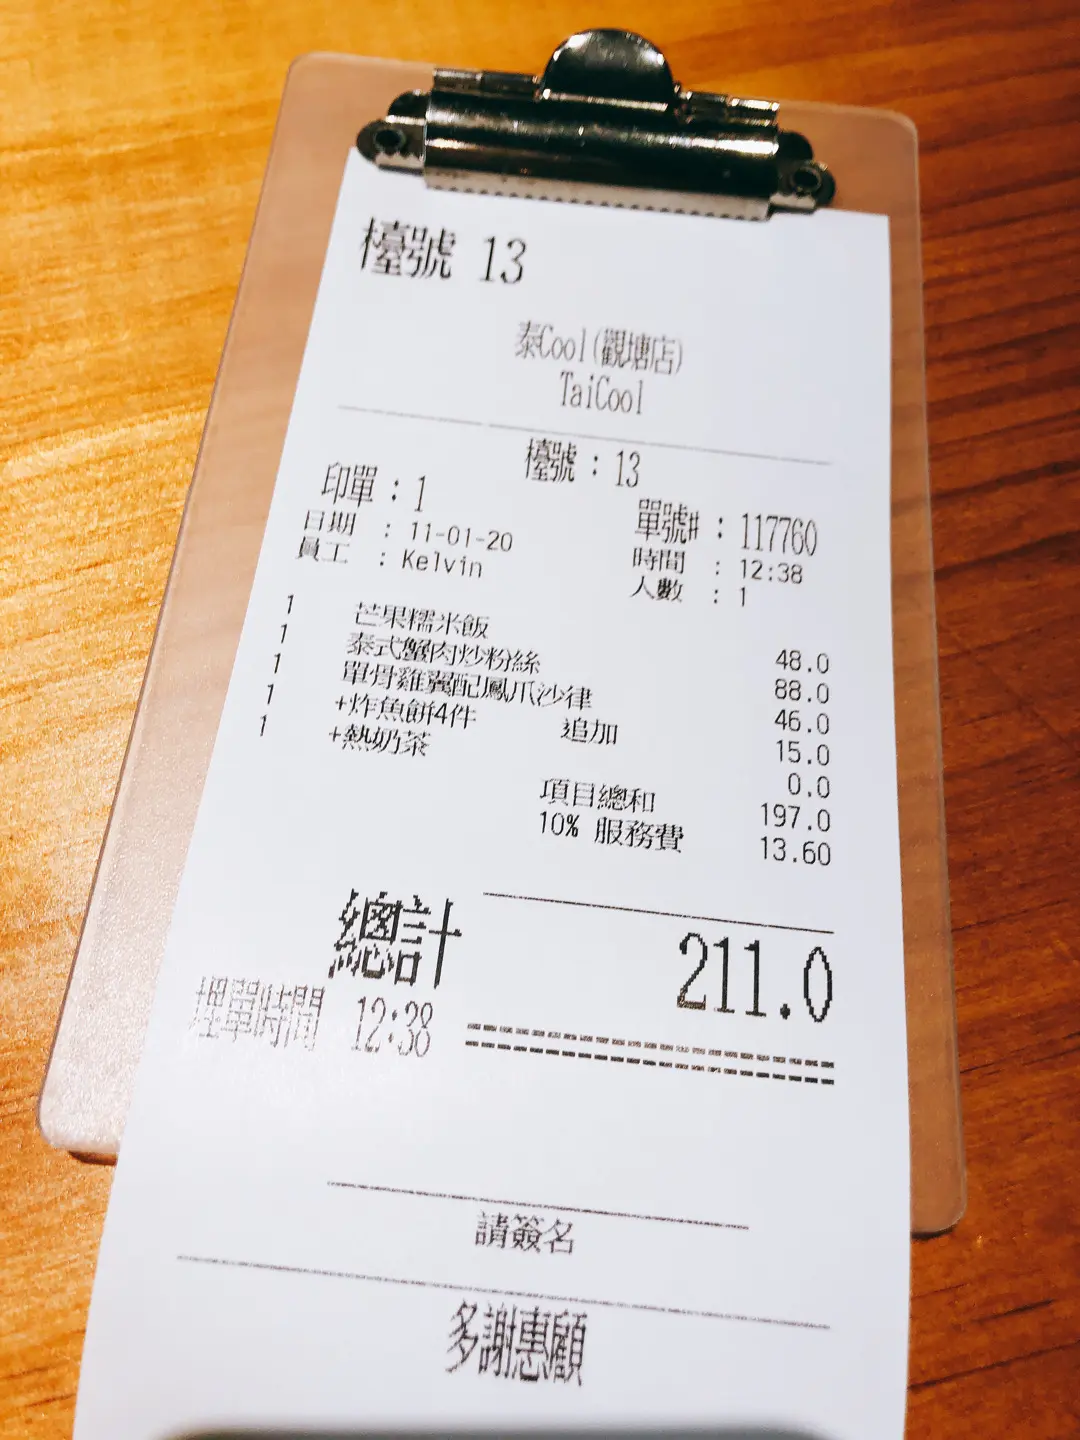 檯號 13
泰Cool(觀塘店)
TaiCool
檯號：13
印單：1 單號#：117760
日期 : 11-01-20 時間 : 12:38
員工 : Kelvin 人數 : 1
1 芒果糯米飯 48.0
1 泰式蟹肉炒粉絲 88.0
1 單骨雞翼配鳳爪沙律 46.0
1 +炸魚餅4件 追加 15.0
1 +熱奶茶 0.0
項目總和 197.0
10% 服務費 13.60
總計 211.0
埋單時間 12:38
請簽名
多謝惠顧